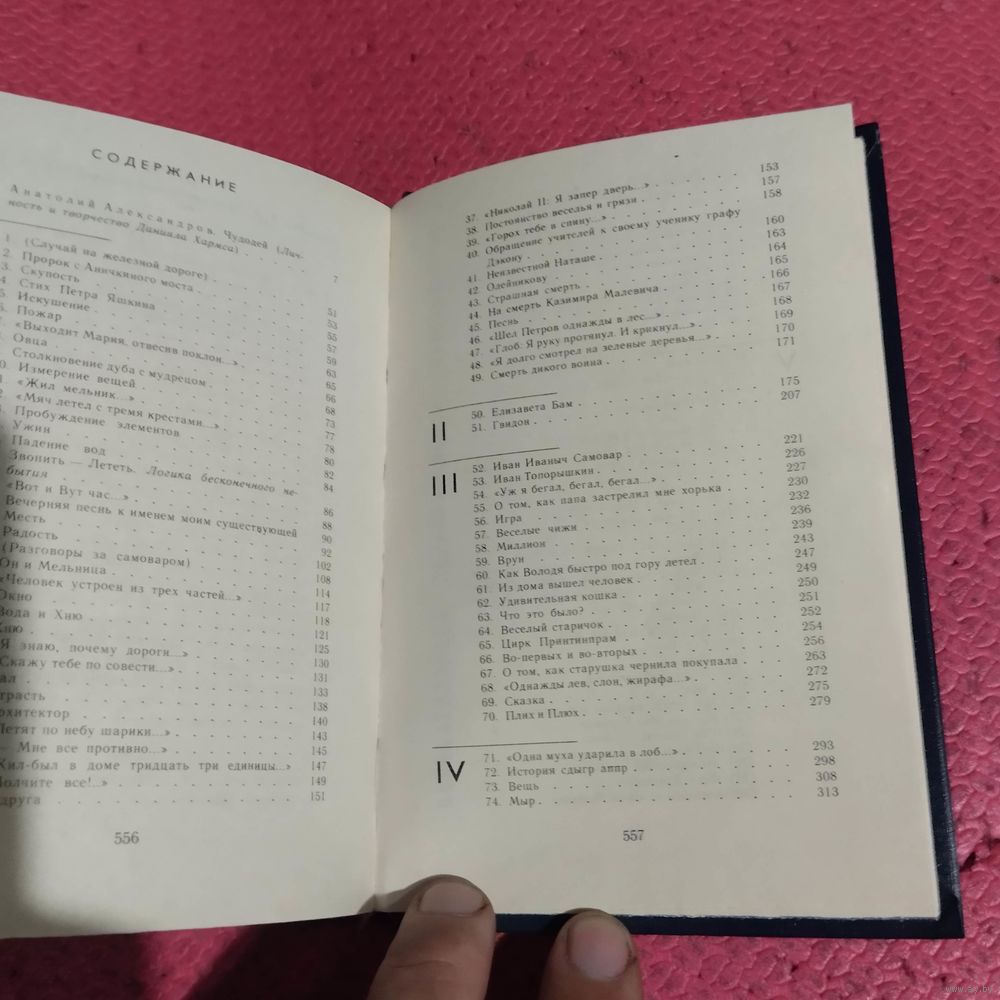 СОДЕРЖАНИЕ
Анатолий Александров. Чудодей (Лич-
ность и творчество Даниила Хармса) 7
1. (Случай на железной дороге) 51
2. Пророк с Аничкиного моста 53
3. Скупость 55
4. Стих Петра Яшкина 57
5. Искушение 59
6. Пожар 63
«Выходит Мария, отвесив поклон...» 65
Овца 66
Столкновение дуба с мудрецом 68
Измерение вещей 73
«Жил мельник...» 77
«Мяч летел с тремя крестами...» 78
Пробуждение элементов 80
Ужин 82
Падение вод 84
Звонить — Лететь. Логика бесконечного не-
бытия 86
«Вот и Вут час...» 88
Вечерняя песнь к именем моим существующей 90
Месть 92
Радость 102
(Разговоры за самоваром) 108
Он и Мельница 114
«Человек устроен из трех частей...» 117
Окно 118
Вода и Хню 121
Хню 125
Я знаю, почему дороги...» 130
Скажу тебе по совести...» 131
ал 133
трасть 138
рхитектор 140
Летят по небу шарики...» 143
— Мне все противно...» 145
Жил-был в доме тридцать три единицы...» 147
олчите все!..» 149
друга 151
556
37. «Николай II: Я запер дверь...» 153
38. Постоянство веселья и грязи 157
39. «Горох тебе в спину...» 158
40. Обращение учителей к своему ученику графу
Дэкону 160
41. Неизвестной Наташе 163
42. Олейникову 164
43. Страшная смерть 165
44. На смерть Казимира Малевича 166
45. Песнь 167
46. «Шел Петров однажды в лес...» 168
47. «Глоб: Я руку протянул. И крикнул...» 169
48. «Я долго смотрел на зеленые деревья...» 170
49. Смерть дикого воина 171
II
50. Елизавета Бам 175
51. Гвидон 207
III
52. Иван Иваныч Самовар 221
53. Иван Топорышкин 226
54. «Уж я бегал, бегал, бегал...» 227
55. О том, как папа застрелил мне хорька 230
56. Игра 232
57. Веселые чижи 236
58. Миллион 239
59. Врун 243
60. Как Володя быстро под гору летел 247
61. Из дома вышел человек 249
62. Удивительная кошка 250
63. Что это было? 251
64. Веселый старичок 252
65. Цирк Принтинпрам 254
66. Во-первых и во-вторых 256
67. О том, как старушка чернила покупала 263
68. «Однажды лев, слон, жирафа...» 272
69. Сказка 275
70. Плих и Плюх 279
IV
71. «Одна муха ударила в лоб...» 293
72. История сдыгр аппр 298
73. Вещь 308
74. Мыр 313
557